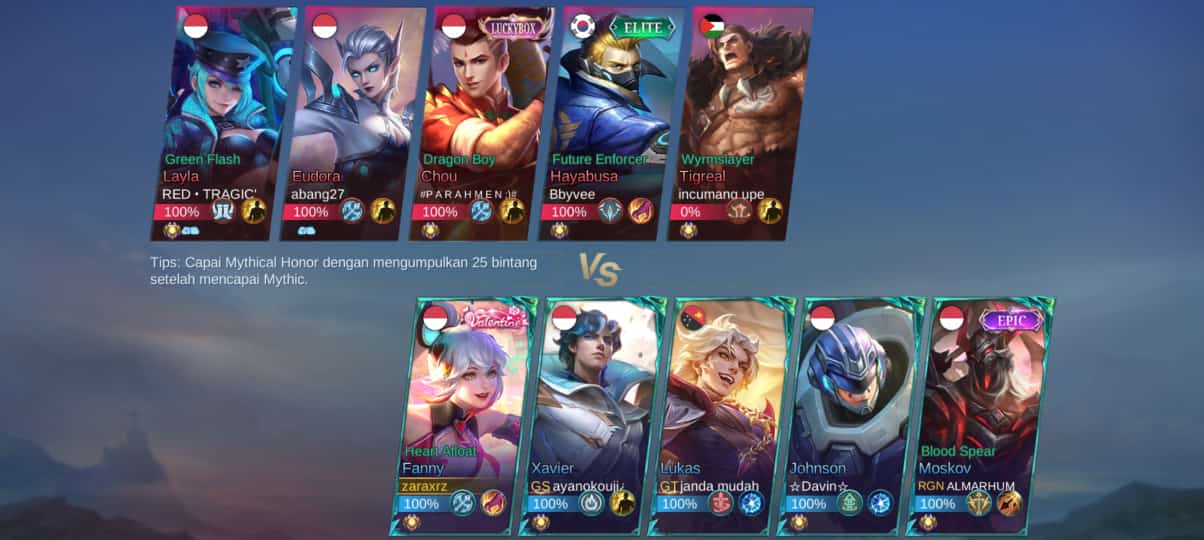 LUCKYBOX
ELITE
Green Flash
Layla
RED • TRAGIC'
100%
Eudora
abang27
100%
Dragon Boy
Chou
#P A R A H M E N ;)#
100%
Future Enforcer
Hayabusa
Bbyvee
100%
Wyrmslayer
Tigreal
incumang upe
0%
Tips: Capai Mythical Honor dengan mengumpulkan 25 bintang
setelah mencapai Mythic.
VS
Valentine
EPIC
Heart Afloat
Fanny
zaraxrz
100%
Xavier
GS ayanokouji
100%
Lukas
GT janda mudah
100%
Johnson
☆Davin☆
100%
Blood Spear
Moskov
RGN ALMARHUM
100%